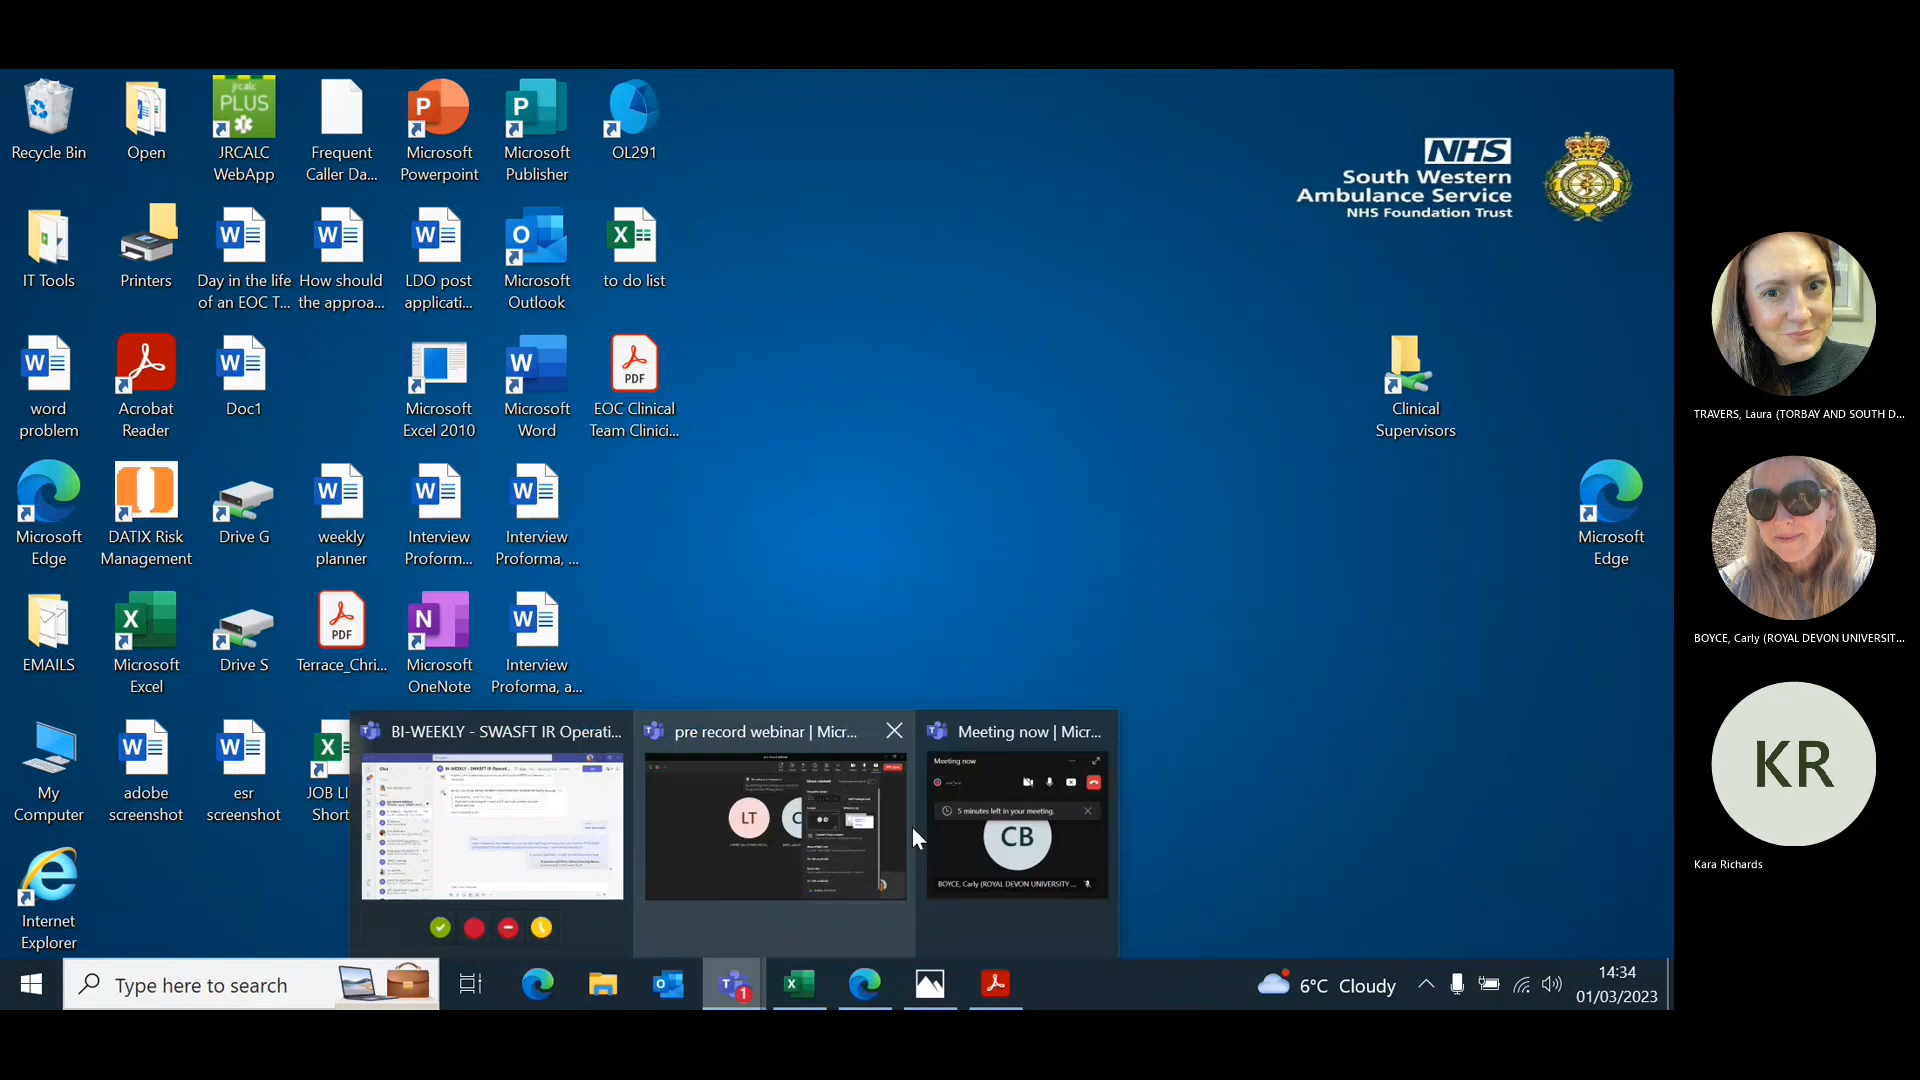 Recycle Bin
Open
jrcalc
PLUS
JRCALC
WebApp
Frequent
Caller Da...
Microsoft
Powerpoint
Microsoft
Publisher
OL291
NHS
South Western
Ambulance Service
NHS Foundation Trust
IT Tools
Printers
Day in the life
of an EOC T...
How should
the approa...
LDO post
applicati...
Microsoft
Outlook
to do list
word
problem
Acrobat
Reader
Doc1
Microsoft
Excel 2010
Microsoft
Word
PDF
EOC Clinical
Team Clinici...
Clinical
Supervisors
TRAVERS, Laura (TORBAY AND SOUTH D...
Microsoft
Edge
DATIX Risk
Management
Drive G
weekly
planner
Interview
Proform...
Interview
Proforma, ...
Microsoft
Edge
BOYCE, Carly (ROYAL DEVON UNIVERSIT...
EMAILS
Microsoft
Excel
Drive S
PDF
Terrace_Chri...
Microsoft
OneNote
Interview
Proforma, a...
My
Computer
adobe
screenshot
esr
screenshot
JOB LI
Short
BI-WEEKLY - SWASFT IR Operati...
pre record webinar | Micr...
LT
Meeting now | Micr...
Meeting now
5 minutes left in your meeting.
CB
BOYCE, Carly (ROYAL DEVON UNIVERSITY ...
KR
Kara Richards
Internet
Explorer
Type here to search
1
6°C Cloudy
14:34
01/03/2023